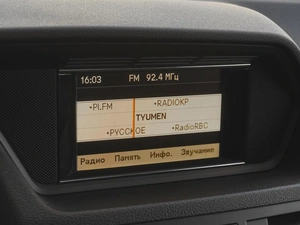 16:03 FM 92.4 МГц
•PLFM •RADIOKP
TYUMEN
•РУССКОЕ •RadioRBC
Радио Память Инфо. Звучание